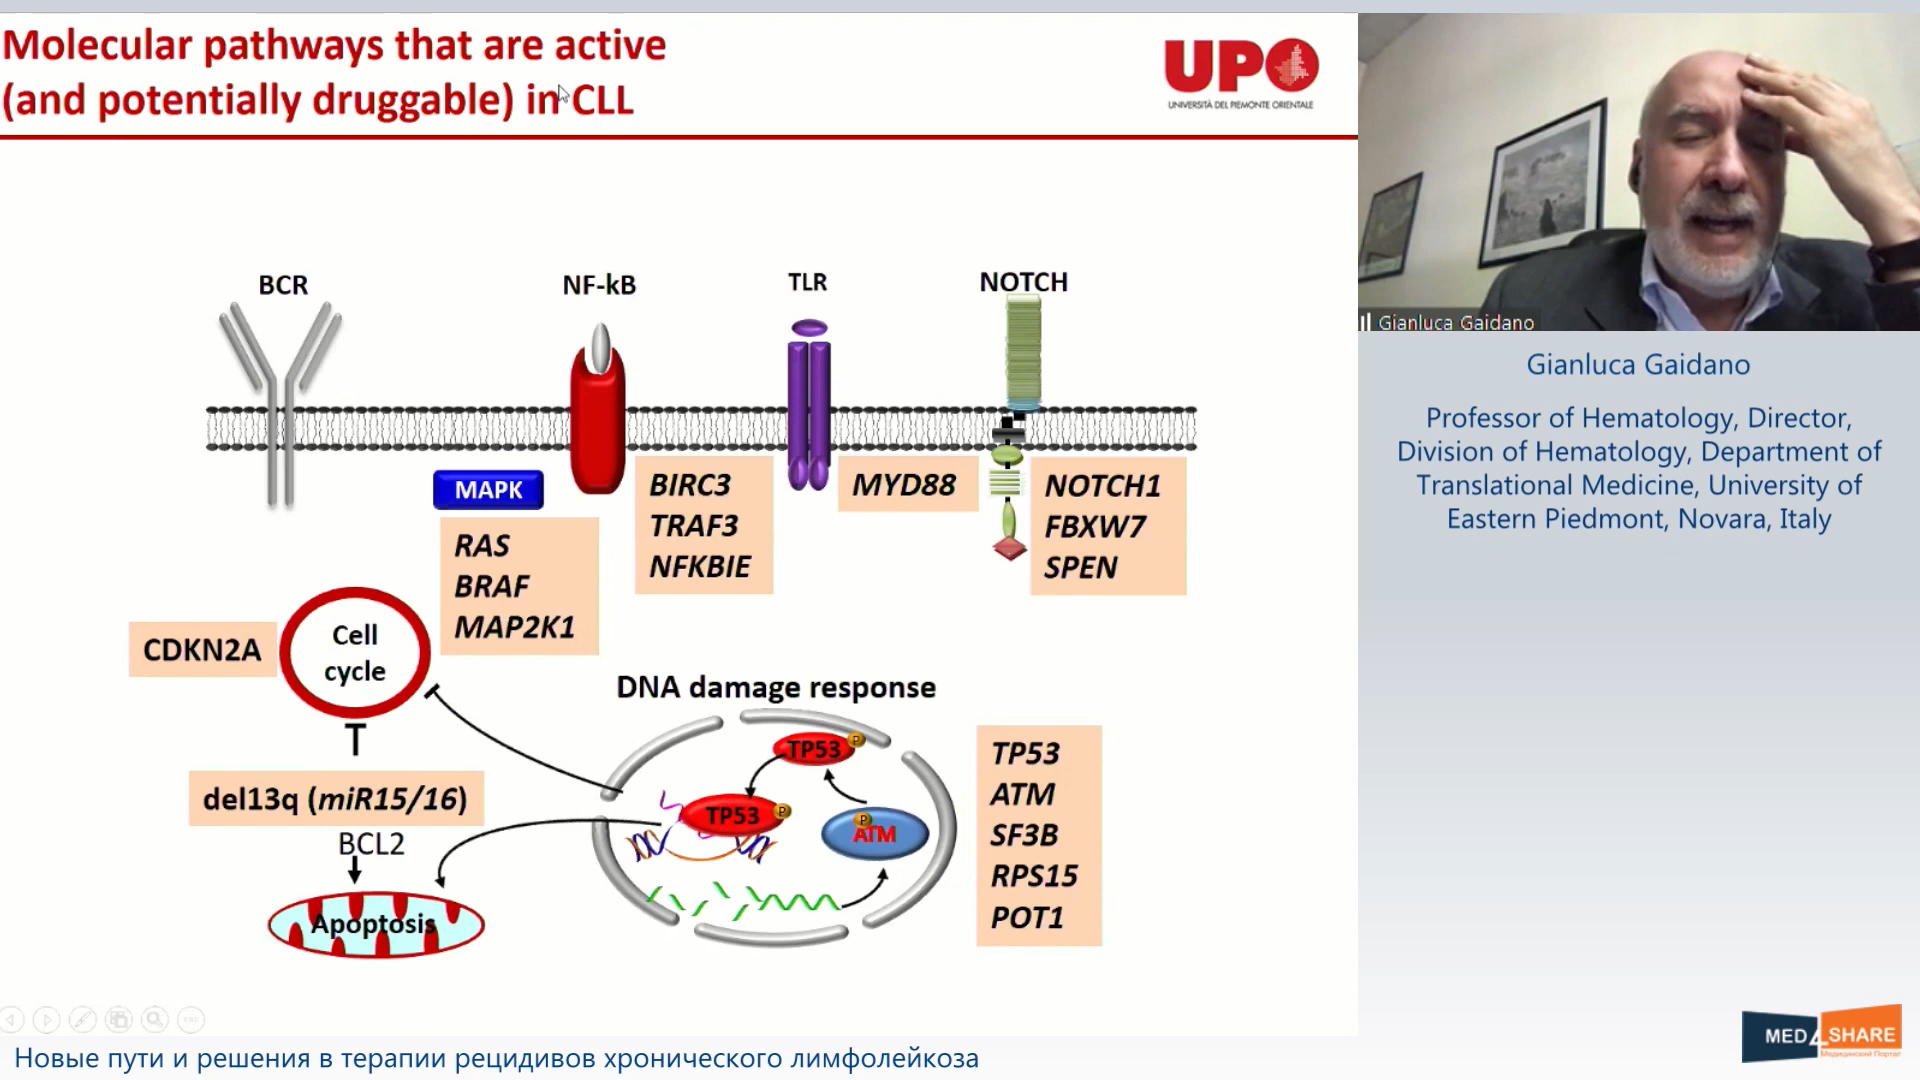 Molecular pathways that are active
(and potentially druggable) in CLL
UPO
UNIVERSITÀ DEL PIEMONTE ORIENTALE
BCR
NF-kB
TLR
NOTCH
MAPK
RAS
BRAF
MAP2K1
BIRC3
TRAF3
NFKBIE
MYD88
NOTCH1
FBXW7
SPEN
CDKN2A
Cell
cycle
del13q (miR15/16)
BCL2
Apoptosis
DNA damage response
TP53
P
TP53
P
P
ATM
TP53
ATM
SF3B
RPS15
POT1
Gianluca Gaidano
Gianluca Gaidano
Professor of Hematology, Director,
Division of Hematology, Department of
Translational Medicine, University of
Eastern Piedmont, Novara, Italy
MED4SHARE
Медицинский Портал
Новые пути и решения в терапии рецидивов хронического лимфолейкоза